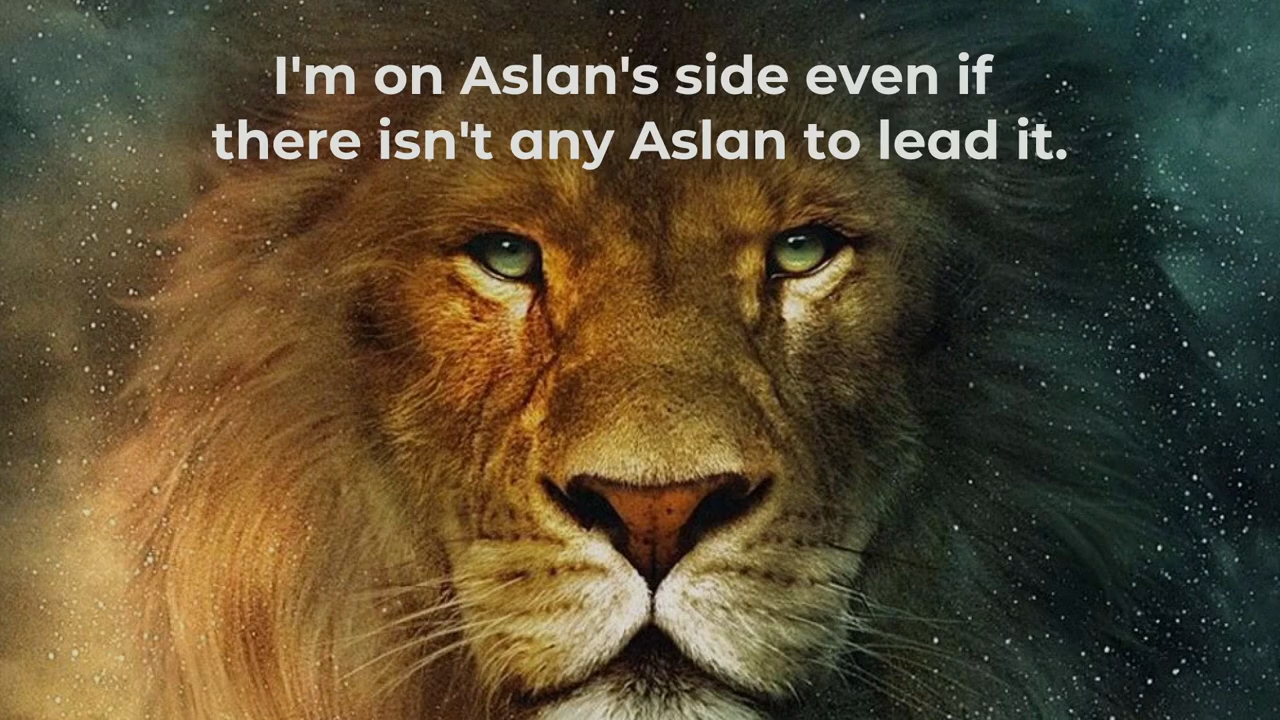 I'm on Aslan's side even if
there isn't any Aslan to lead it.